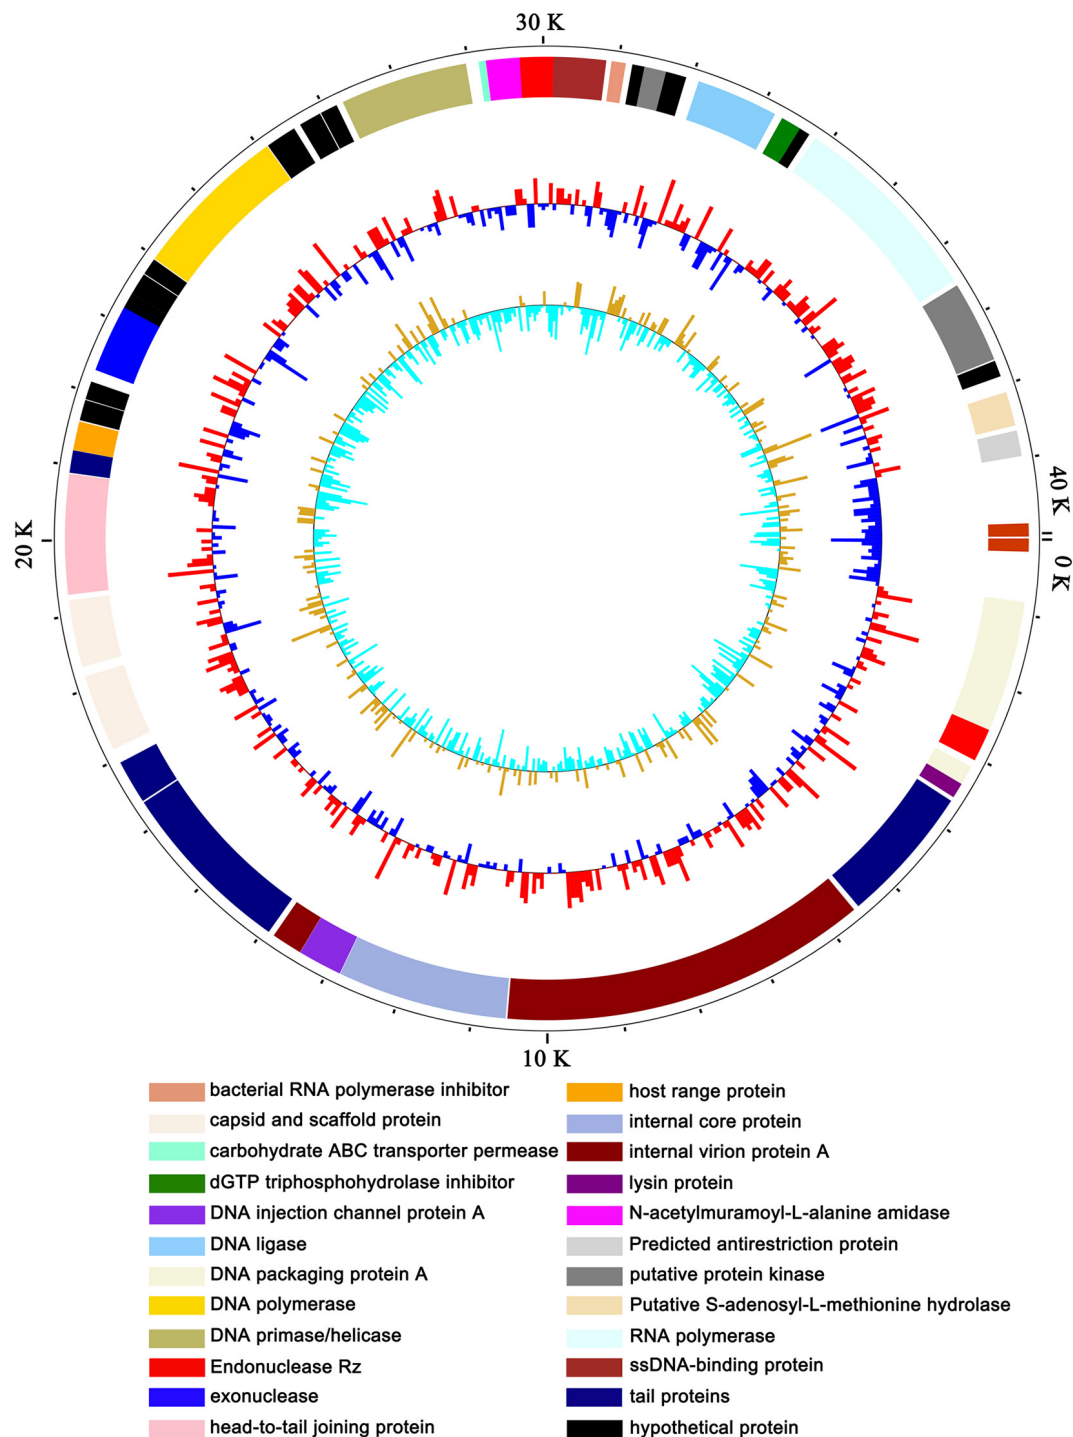 30 K
40 K
0 K
20 K
10 K
bacterial RNA polymerase inhibitor
capsid and scaffold protein
carbohydrate ABC transporter permease
dGTP triphosphohydrolase inhibitor
DNA injection channel protein A
DNA ligase
DNA packaging protein A
DNA polymerase
DNA primase/helicase
Endonuclease Rz
exonuclease
head-to-tail joining protein
host range protein
internal core protein
internal virion protein A
lysin protein
N-acetylmuramoyl-L-alanine amidase
Predicted antirestriction protein
putative protein kinase
Putative S-adenosyl-L-methionine hydrolase
RNA polymerase
ssDNA-binding protein
tail proteins
hypothetical protein